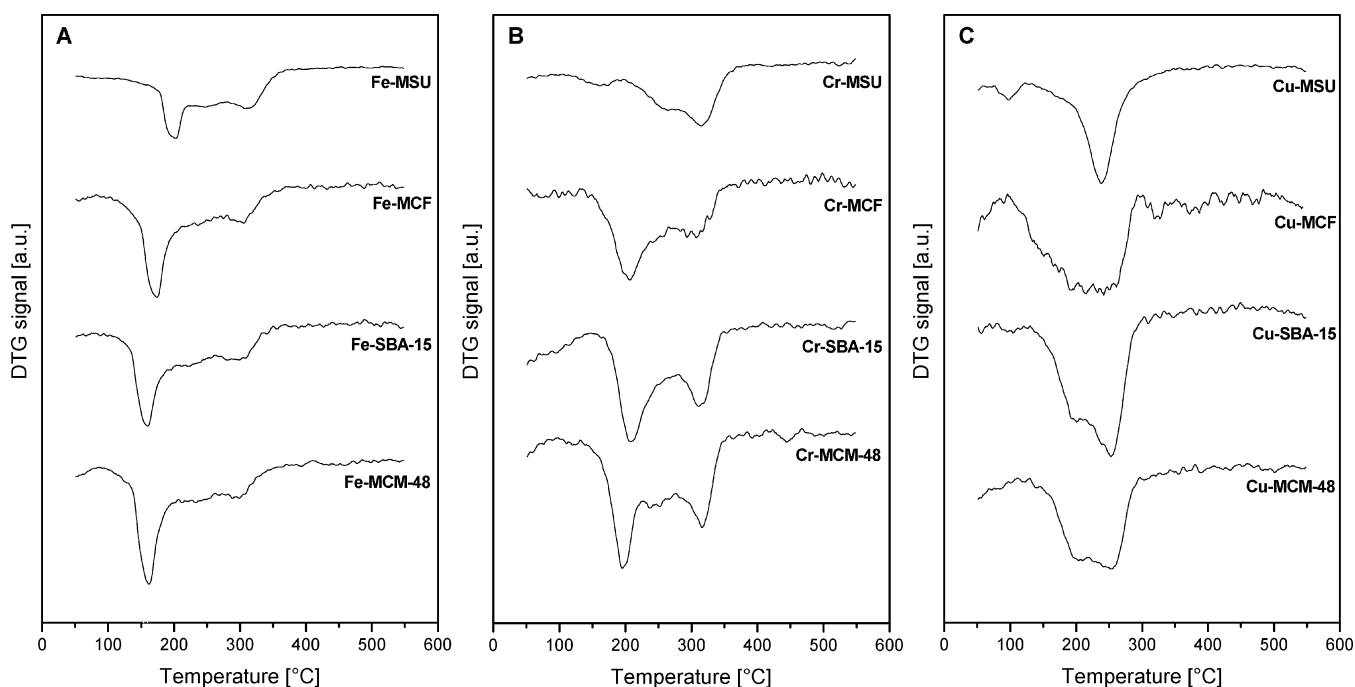 A
Fe-MSU
Fe-MCF
Fe-SBA-15
Fe-MCM-48
DTG signal [a.u.]
0 100 200 300 400 500 600
Temperature [°C]
B
Cr-MSU
Cr-MCF
Cr-SBA-15
Cr-MCM-48
DTG signal [a.u.]
0 100 200 300 400 500 600
Temperature [°C]
C
Cu-MSU
Cu-MCF
Cu-SBA-15
Cu-MCM-48
DTG signal [a.u.]
0 100 200 300 400 500 600
Temperature [°C]